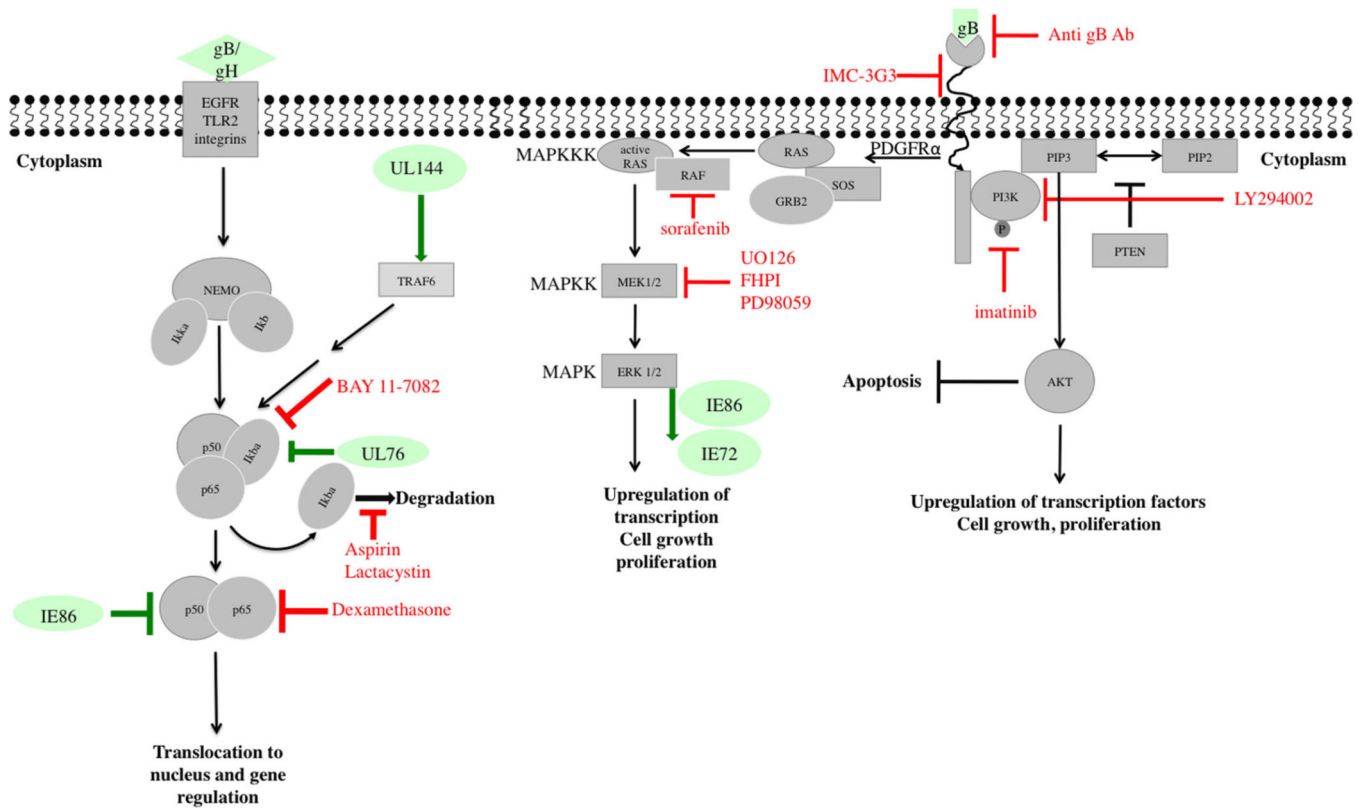 gB/
gH
EGFR
TLR2
integrins
Cytoplasm
UL144
TRAF6
NEMO
Ikka
Ikb
BAY 11-7082
p50
Ikba
p65
UL76
Ikba
Degradation
Aspirin
Lactacystin
IE86
p50
p65
Dexamethasone
Translocation to
nucleus and gene
regulation
MAPKKK
active
RAS
RAF
RAS
SOS
GRB2
sorafenib
MAPKK
MEK1/2
UO126
FHPI
PD98059
MAPK
ERK 1/2
IE86
IE72
Upregulation of
transcription
Cell growth
proliferation
gB
Anti gB Ab
IMC-3G3
PDGFRα
PIP3
PIP2
Cytoplasm
PI3K
P
LY294002
PTEN
imatinib
Apoptosis
AKT
Upregulation of transcription factors
Cell growth, proliferation